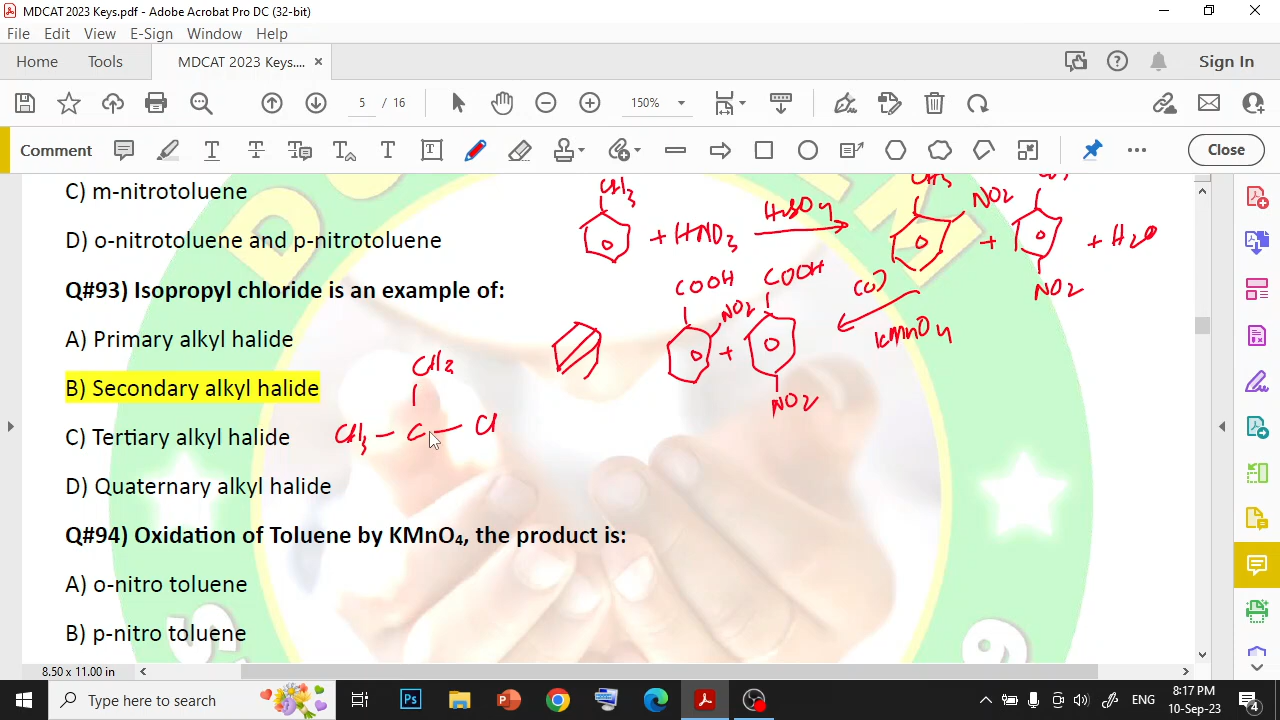 MDCAT 2023 Keys.pdf - Adobe Acrobat Pro DC (32-bit)
File Edit View E-Sign Window Help
Home Tools MDCAT 2023 Keys.... × Sign In
5 / 16 150%
Comment Close
C) m-nitrotoluene
D) o-nitrotoluene and p-nitrotoluene
CH3
+ HNO3
H2SO4
NO2
+
NO2
+ H2O
Q#93) Isopropyl chloride is an example of:
A) Primary alkyl halide
B) Secondary alkyl halide
C) Tertiary alkyl halide
D) Quaternary alkyl halide
COOH
NO2
+
COOH
NO2
(O)
KMnO4
CH3
CH3 - C - Cl
Q#94) Oxidation of Toluene by KMnO₄, the product is:
A) o-nitro toluene
B) p-nitro toluene
8.50 x 11.00 in
Type here to search
ENG
8:17 PM
10-Sep-23
4